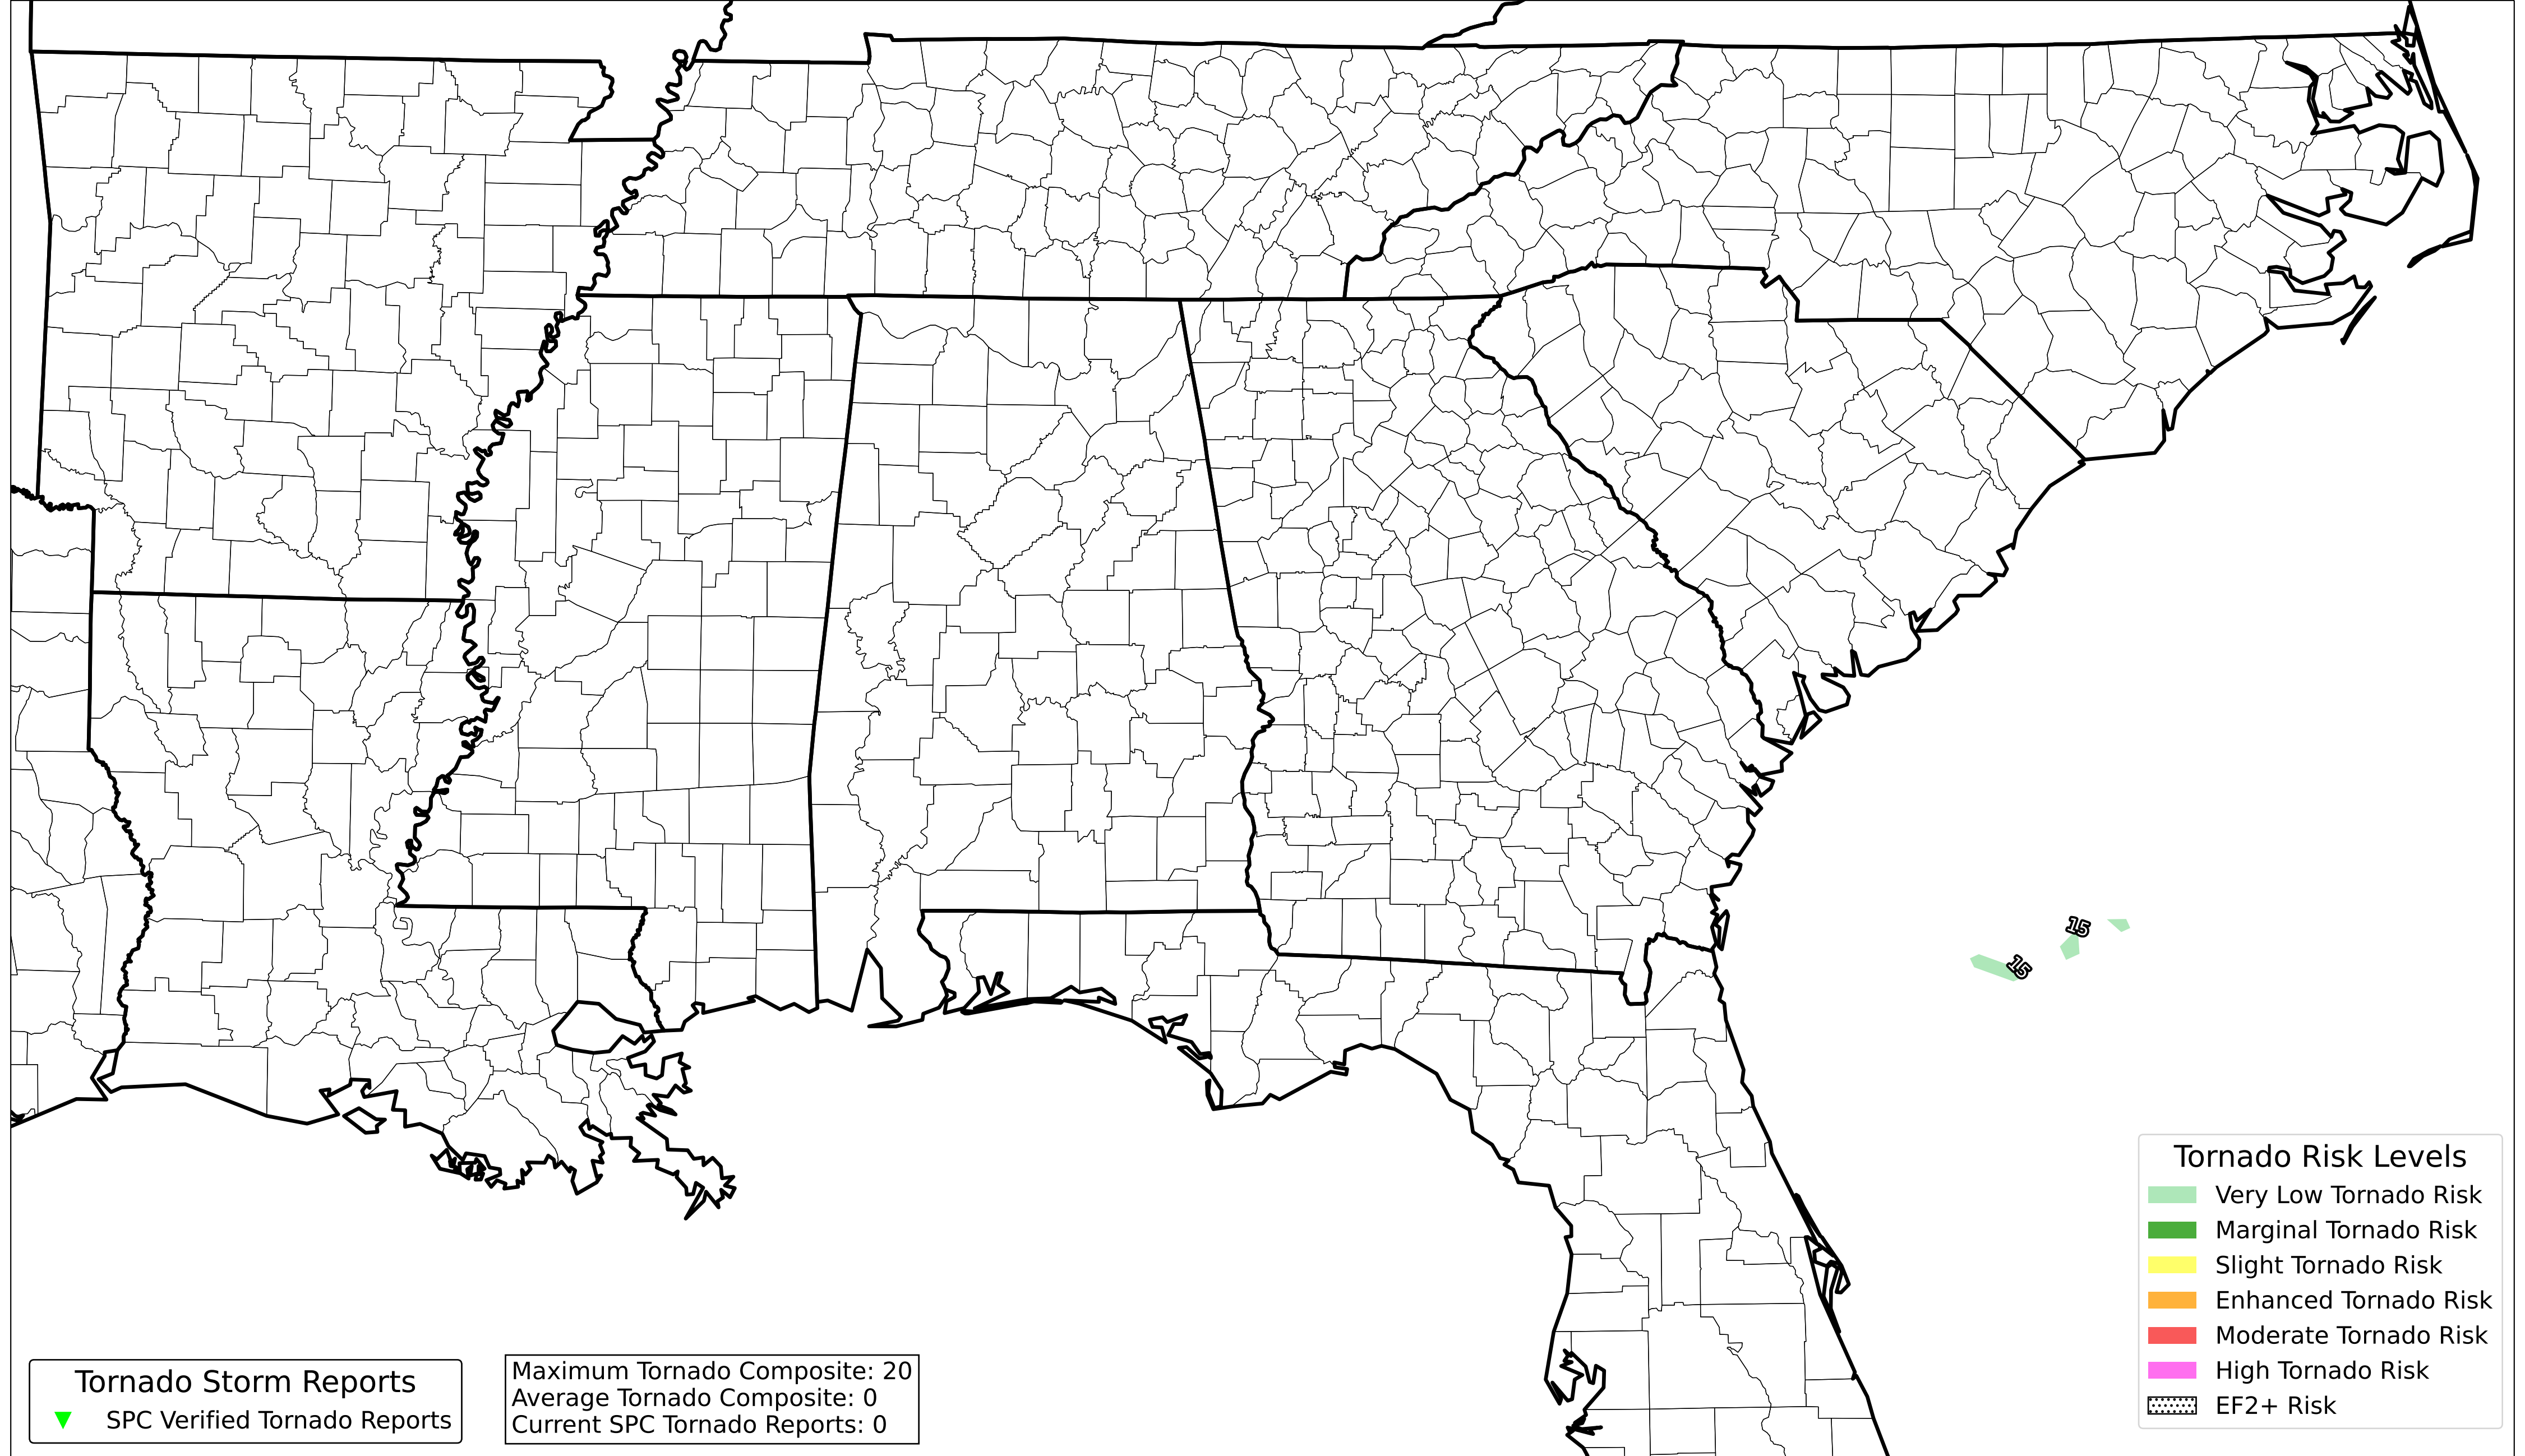 15
15
Tornado Risk Levels
Very Low Tornado Risk
Marginal Tornado Risk
Slight Tornado Risk
Enhanced Tornado Risk
Moderate Tornado Risk
High Tornado Risk
EF2+ Risk
Tornado Storm Reports
SPC Verified Tornado Reports
Maximum Tornado Composite: 20
Average Tornado Composite: 0
Current SPC Tornado Reports: 0